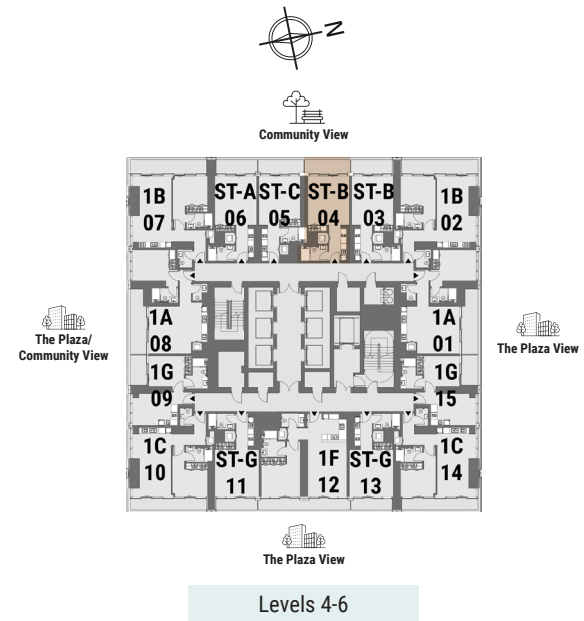 N
Community View
1B
07
ST-A
06
ST-C
05
ST-B
04
ST-B
03
1B
02
The Plaza/
Community View
1A
08
1A
01
The Plaza View
1G
09
1G
15
1C
10
ST-G
11
1F
12
ST-G
13
1C
14
The Plaza View
Levels 4-6